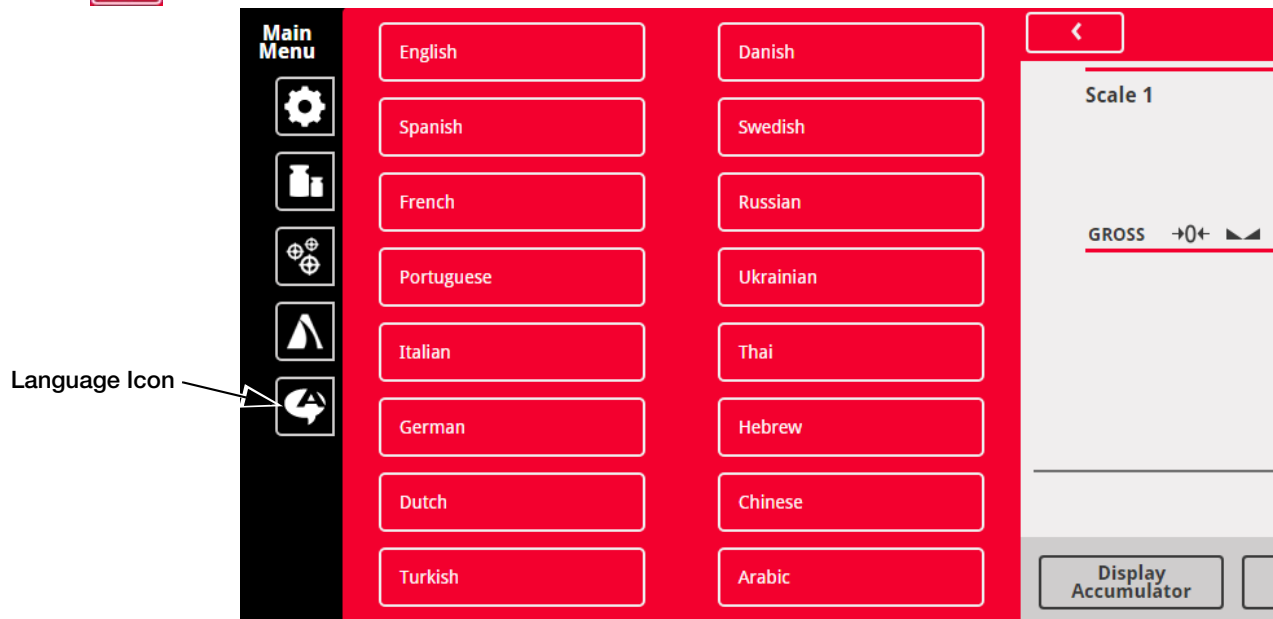 Main
Menu
English
Danish
Spanish
Swedish
French
Russian
Portuguese
Ukrainian
Italian
Thai
German
Hebrew
Dutch
Chinese
Turkish
Arabic
Language Icon
Scale 1
GROSS →0←
Display
Accumulator